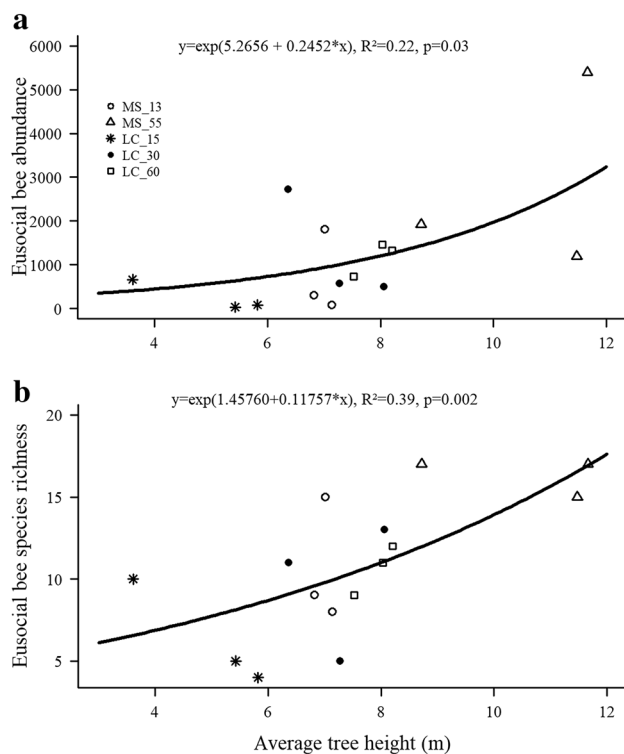 a
y=exp(5.2656 + 0.2452*x), R²=0.22, p=0.03
6000
5000
4000
3000
2000
1000
0
Eusocial bee abundance
MS_13
MS_55
LC_15
LC_30
LC_60
4 6 8 10 12
b
y=exp(1.45760+0.11757*x), R²=0.39, p=0.002
20
15
10
5
Eusocial bee species richness
4 6 8 10 12
Average tree height (m)